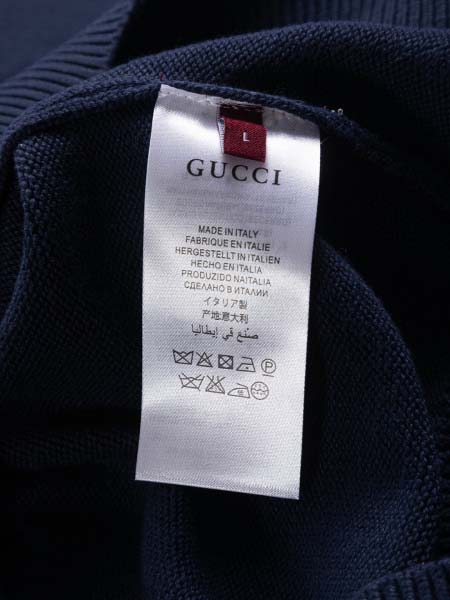 L
GUCCI
MADE IN ITALY
FABRIQUE EN ITALIE
HERGESTELLT IN ITALIEN
HECHO EN ITALIA
PRODUZIDO NAITALIA
СДЕЛАНО В ИТАЛИИ
イタリア製
产地意大利
صنع في إيطاليا